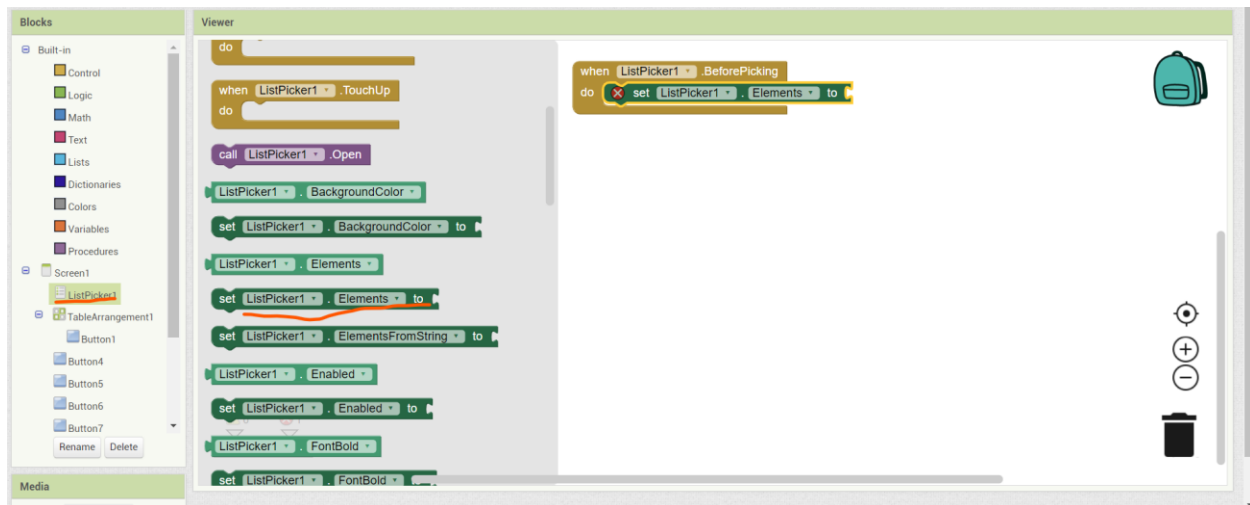 Blocks
Built-in
Control
Logic
Math
Text
Lists
Dictionaries
Colors
Variables
Procedures
Screen1
ListPicker1
TableArrangement1
Button1
Button4
Button5
Button6
Button7
Rename Delete
Media
Viewer
do
when ListPicker1 .TouchUp
do
call ListPicker1 .Open
ListPicker1 . BackgroundColor
set ListPicker1 . BackgroundColor to
ListPicker1 . Elements
set ListPicker1 . Elements to
set ListPicker1 . ElementsFromString to
ListPicker1 . Enabled
set ListPicker1 . Enabled to
ListPicker1 . FontBold
set ListPicker1 . FontBold
when ListPicker1 .BeforePicking
do set ListPicker1 . Elements to